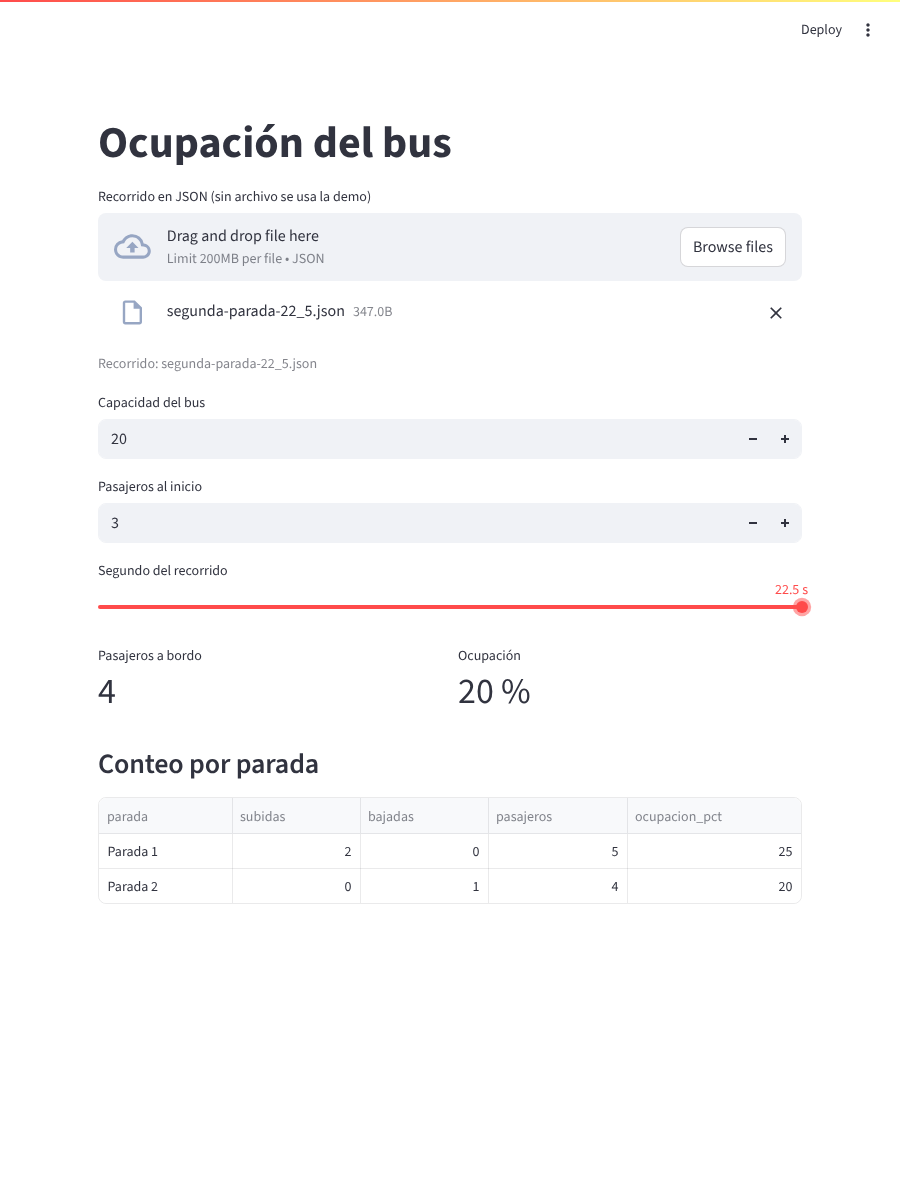 Deploy
Ocupación del bus
Recorrido en JSON (sin archivo se usa la demo)
Drag and drop file here
Limit 200MB per file • JSON
Browse files
segunda-parada-22_5.json 347.0B
Recorrido: segunda-parada-22_5.json
Capacidad del bus
20
Pasajeros al inicio
3
Segundo del recorrido
22.5 s
Pasajeros a bordo Ocupación
4 20 %
Conteo por parada
parada subidas bajadas pasajeros ocupacion_pct
Parada 1 2 0 5 25
Parada 2 0 1 4 20